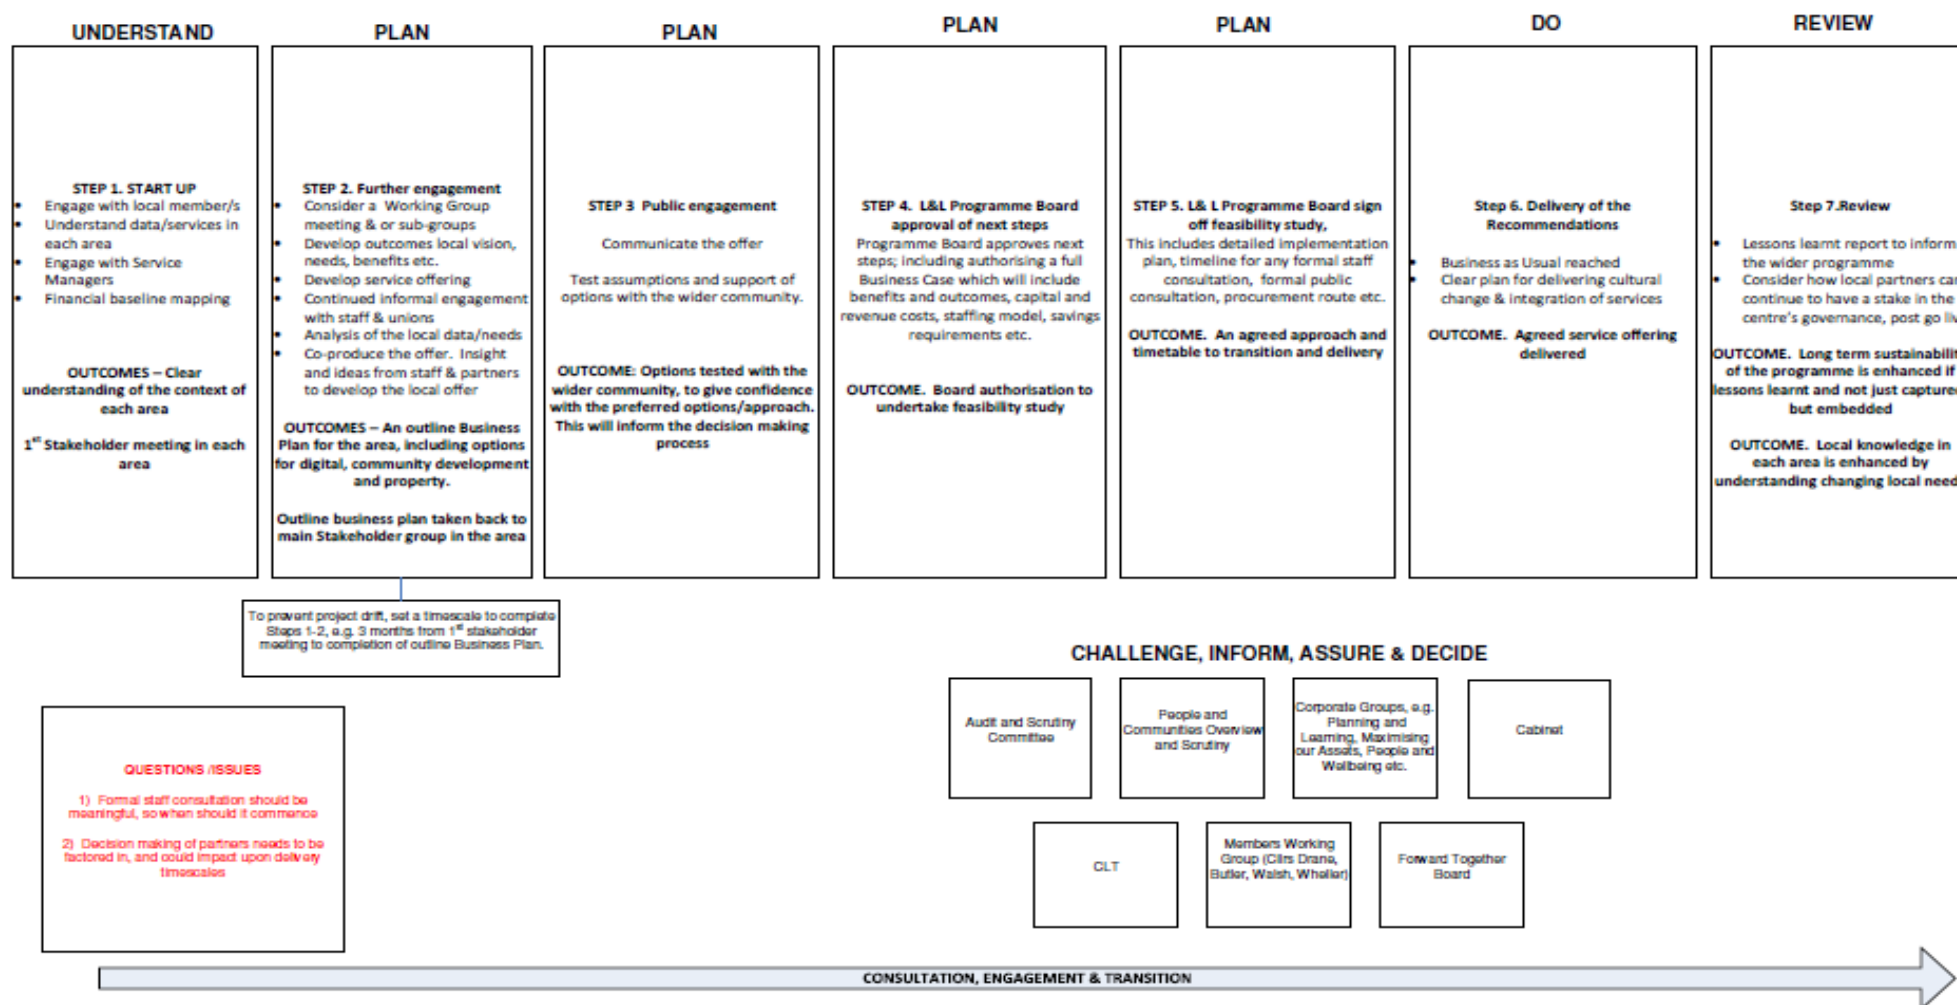 UNDERSTAND
STEP 1. START UP
• Engage with local member/s
• Understand data/services in
each area
• Engage with Service
Managers
• Financial baseline mapping
OUTCOMES – Clear
understanding of the context of
each area
1st Stakeholder meeting in each
area
PLAN
STEP 2. Further engagement
• Consider a Working Group
meeting & or sub-groups
• Develop outcomes local vision,
needs, benefits etc.
• Develop service offering
• Continued informal engagement
with staff & unions
• Analysis of the local data/needs
• Co-produce the offer. Insight
and ideas from staff & partners
to develop the local offer
OUTCOMES – An outline Business
Plan for the area, including options
for digital, community development
and property.
Outline business plan taken back to
main Stakeholder group in the area
To prevent project drift, set a timescale to complete
Steps 1-2, e.g. 3 months from 1st stakeholder
meeting to completion of outline Business Plan.
PLAN
STEP 3 Public engagement
Communicate the offer
Test assumptions and support of
options with the wider community.
OUTCOME: Options tested with the
wider community, to give confidence
with the preferred options/approach.
This will inform the decision making
process
PLAN
STEP 4. L&L Programme Board
approval of next steps
Programme Board approves next
steps; including authorising a full
Business Case which will include
benefits and outcomes, capital and
revenue costs, staffing model, savings
requirements etc.
OUTCOME. Board authorisation to
undertake feasibility study
PLAN
STEP 5. L& L Programme Board sign
off feasibility study,
This includes detailed implementation
plan, timeline for any formal staff
consultation, formal public
consultation, procurement route etc.
OUTCOME. An agreed approach and
timetable to transition and delivery
DO
Step 6. Delivery of the
Recommendations
• Business as Usual reached
• Clear plan for delivering cultural
change & integration of services
OUTCOME. Agreed service offering
delivered
REVIEW
Step 7.Review
• Lessons learnt report to inform
the wider programme
• Consider how local partners can
continue to have a stake in the
centre's governance, post go liv
OUTCOME. Long term sustainabilit
of the programme is enhanced if
lessons learnt and not just capture
but embedded
OUTCOME. Local knowledge in
each area is enhanced by
understanding changing local need
QUESTIONS /ISSUES
1) Formal staff consultation should be
meaningful, so when should it commence
2) Decision making of partners needs to be
factored in, and could impact upon delivery
timescales
CHALLENGE, INFORM, ASSURE & DECIDE
Audit and Scrutiny
Committee
People and
Communities Overview
and Scrutiny
Corporate Groups, e.g.
Planning and
Learning, Maximising
our Assets, People and
Wellbeing etc.
Cabinet
CLT
Members Working
Group (Cllrs Drane,
Butler, Walsh, Wheller)
Forward Together
Board
CONSULTATION, ENGAGEMENT & TRANSITION